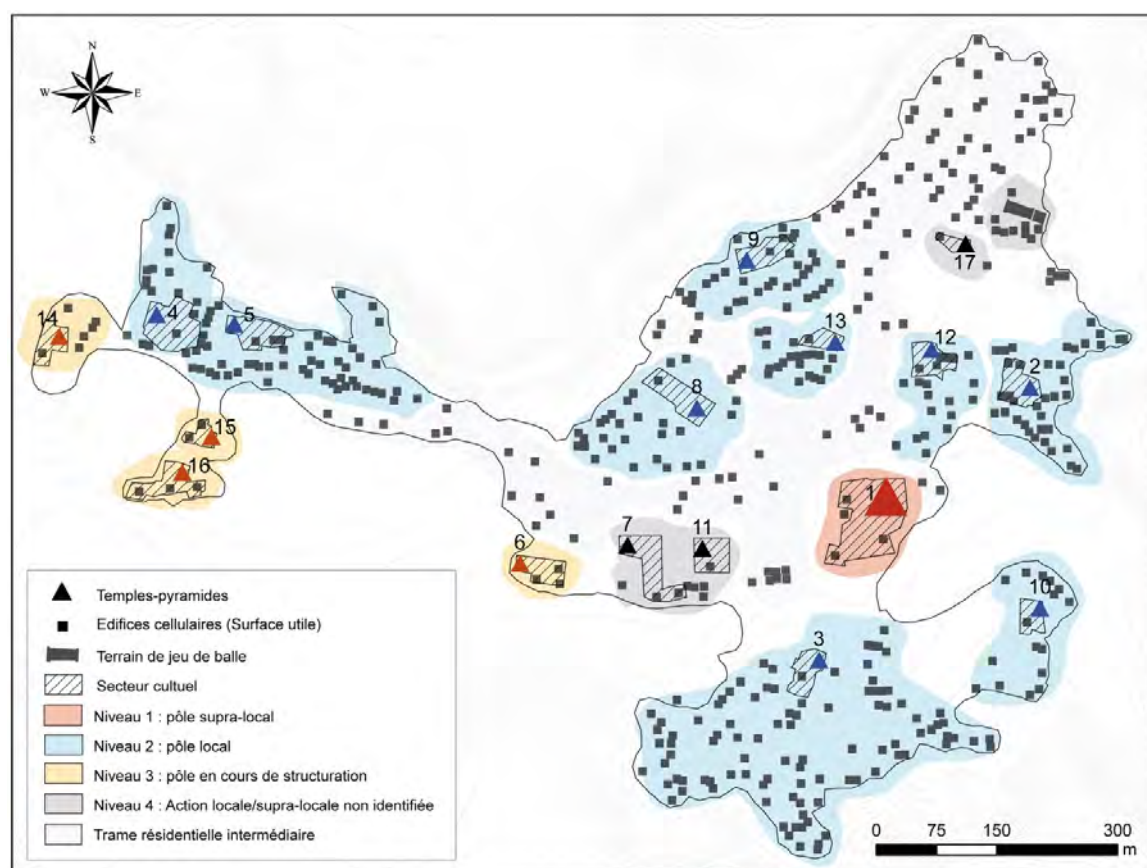 N
W E
S
9
17
14
4
5
13
12
2
8
15
16
1
7
11
6
10
3
Temples-pyramides
Edifices cellulaires (Surface utile)
Terrain de jeu de balle
Secteur cultuel
Niveau 1 : pôle supra-local
Niveau 2 : pôle local
Niveau 3 : pôle en cours de structuration
Niveau 4 : Action locale/supra-locale non identifiée
Trame résidentielle intermédiaire
0 75 150 300
m